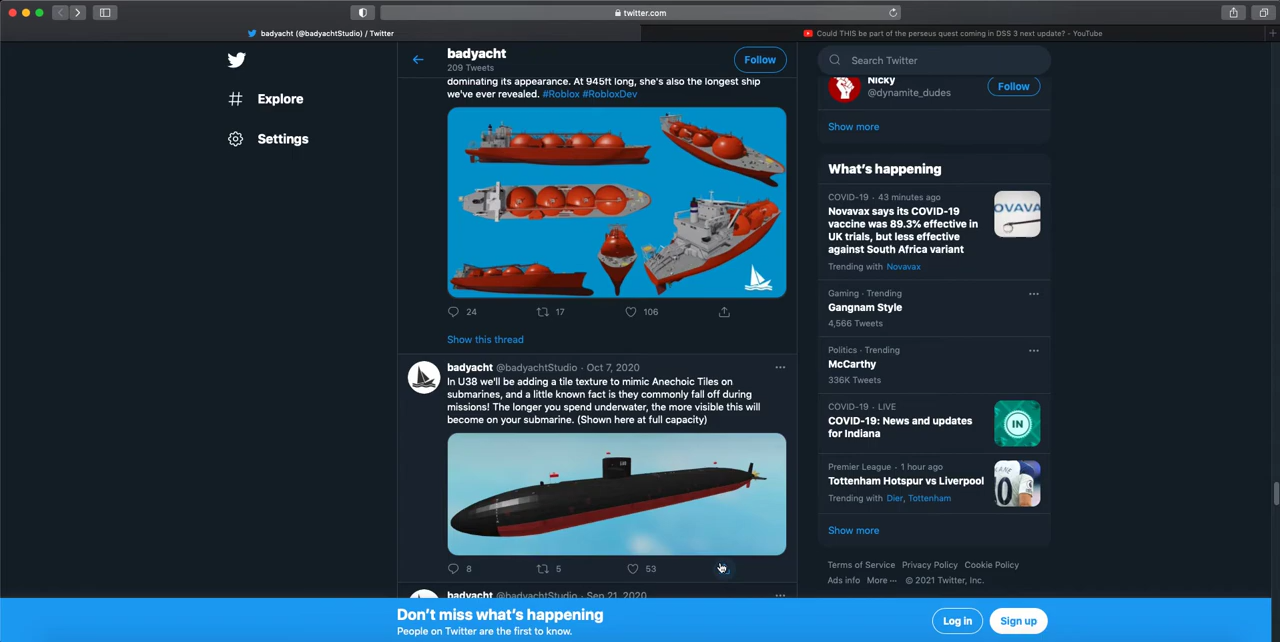 twitter.com
badyacht (@badyachtStudio) / Twitter
Could THIS be part of the perseus quest coming in DSS 3 next update? - YouTube
Explore
Settings
badyacht
209 Tweets
Follow
dominating its appearance. At 945ft long, she's also the longest ship
we've ever revealed. #Roblox #RobloxDev
24
17
106
Show this thread
badyacht @badyachtStudio · Oct 7, 2020
In U38 we'll be adding a tile texture to mimic Anechoic Tiles on
submarines, and a little known fact is they commonly fall off during
missions! The longer you spend underwater, the more visible this will
become on your submarine. (Shown here at full capacity)
8
5
53
badyacht @badyachtStudio · Sep 21, 2020
Search Twitter
Nicky
@dynamite_dudes
Follow
Show more
What's happening
COVID-19 · 43 minutes ago
Novavax says its COVID-19
vaccine was 89.3% effective in
UK trials, but less effective
against South Africa variant
Trending with Novavax
OVAVA
Gaming · Trending
Gangnam Style
4,566 Tweets
Politics · Trending
McCarthy
336K Tweets
COVID-19 · LIVE
COVID-19: News and updates
for Indiana
IN
Premier League · 1 hour ago
Tottenham Hotspur vs Liverpool
Trending with Dier, Tottenham
Show more
Terms of Service Privacy Policy Cookie Policy
Ads info More ··· © 2021 Twitter, Inc.
Don't miss what's happening
People on Twitter are the first to know.
Log in
Sign up